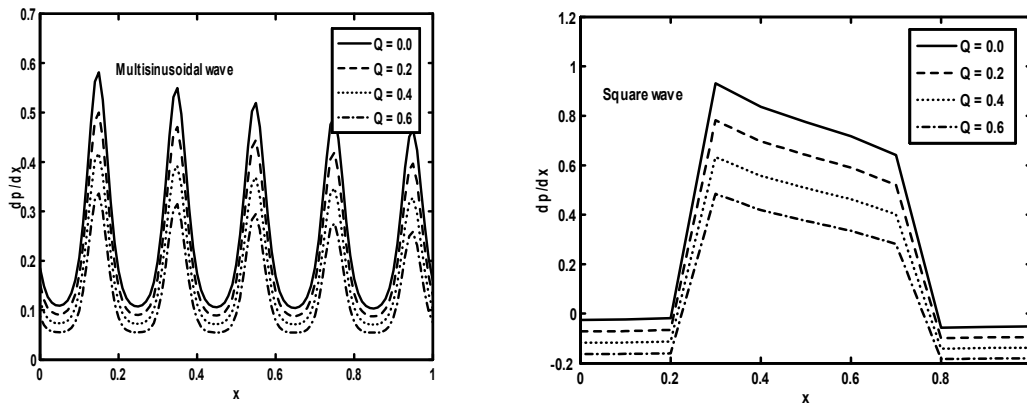 0.7
0.6
0.5
0.4
0.3
0.2
0.1
0
dp/dx
Multisinusoidal wave
Q = 0.0
Q = 0.2
Q = 0.4
Q = 0.6
0 0.2 0.4 0.6 0.8 1
x
1.2
1
0.8
0.6
0.4
0.2
0
-0.2
dp/dx
Square wave
Q = 0.0
Q = 0.2
Q = 0.4
Q = 0.6
0 0.2 0.4 0.6 0.8
x